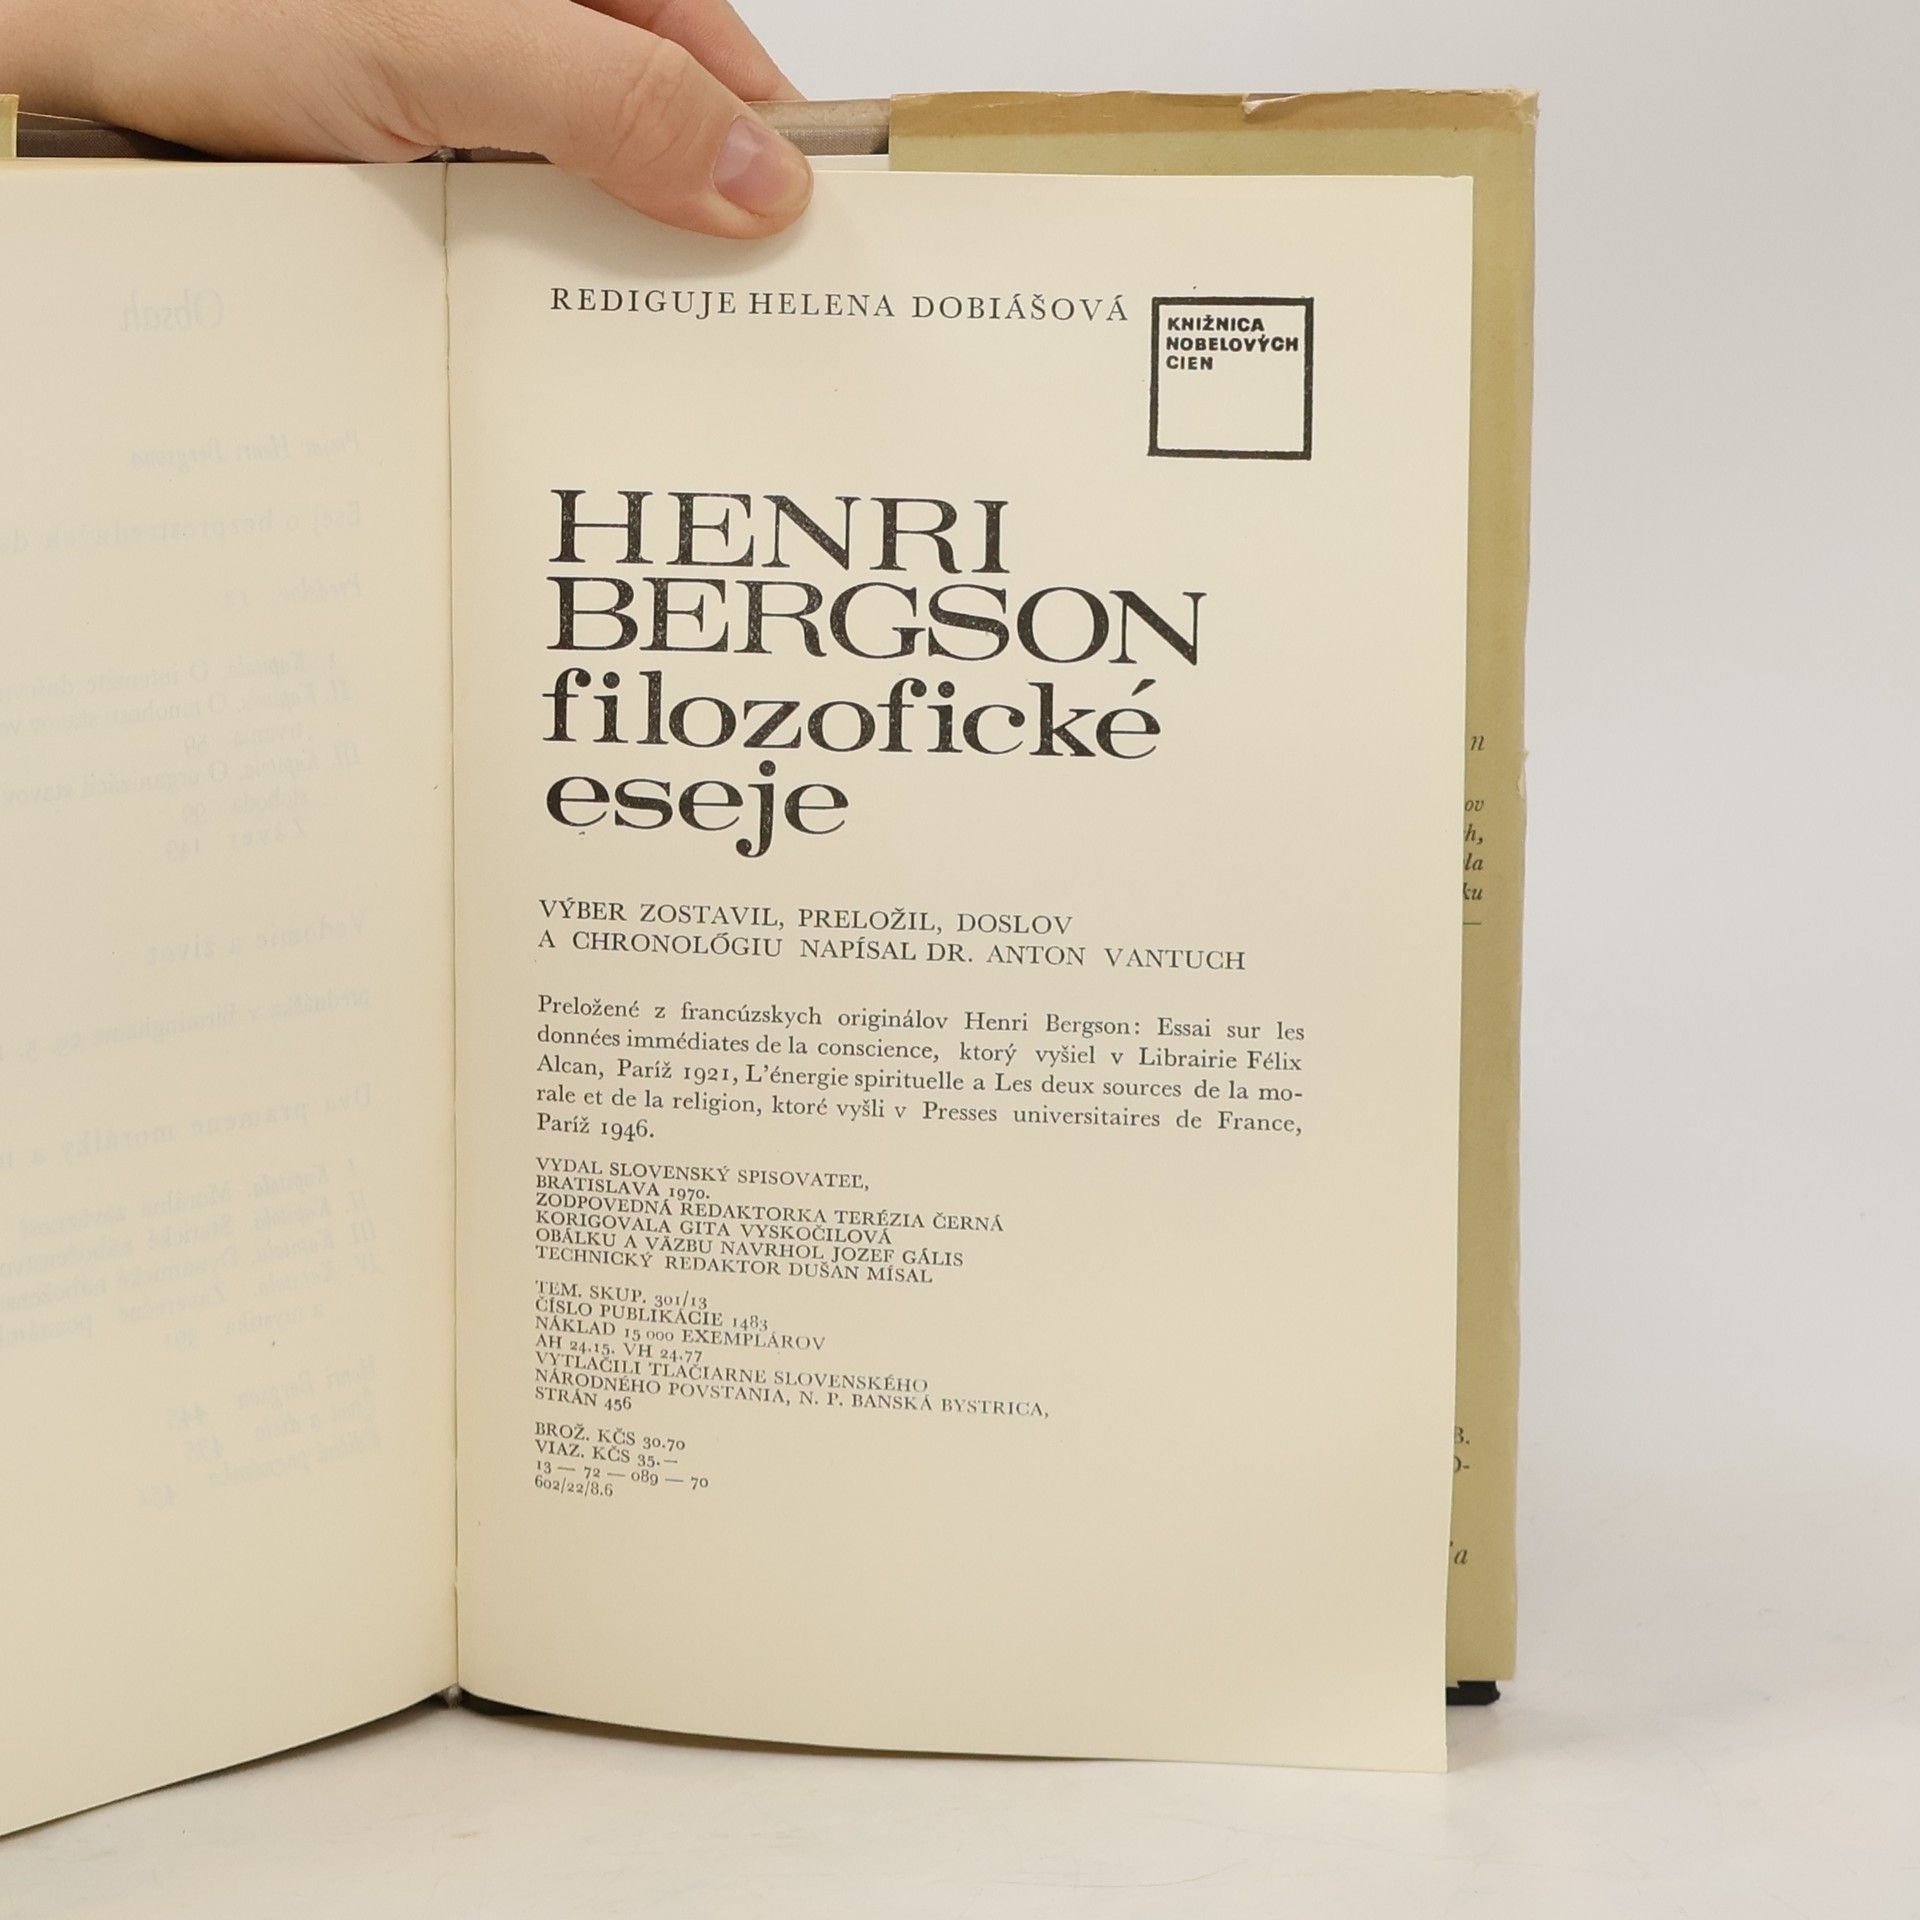 REDIGUJE HELENA DOBIÁŠOVÁ
KNIŽNICA
NOBELOVÝCH
CIEN
HENRI
BERGSON
filozofické
eseje
VÝBER ZOSTAVIL, PRELOŽIL, DOSLOV
A CHRONOLÓGIU NAPÍSAL DR. ANTON VANTUCH
Preložené z francúzskych originálov Henri Bergson: Essai sur les
données immédiates de la conscience, ktorý vyšiel v Librairie Félix
Alcan, Paríž 1921, L'énergie spirituelle a Les deux sources de la mo-
rale et de la religion, ktoré vyšli v Presses universitaires de France,
Paríž 1946.
VYDAL SLOVENSKÝ SPISOVATEĽ,
BRATISLAVA 1970.
ZODPOVEDNÁ REDAKTORKA TERÉZIA ČERNÁ
KORIGOVALA GITA VYSKOČILOVÁ
OBÁLKU A VÄZBU NAVRHOL JOZEF GÁLIS
TECHNICKÝ REDAKTOR DUŠAN MÍSAL
TEM. SKUP. 301/13
ČÍSLO PUBLIKÁCIE 1483
NÁKLAD 15 000 EXEMPLÁROV
AH 24.15. VH 24.77
VYTLAČILI TLAČIARNE SLOVENSKÉHO
NÁRODNÉHO POVSTANIA, N. P. BANSKÁ BYSTRICA,
STRÁN 456
BROŽ. KČS 30.70
VIAZ. KČS 35.—
13 — 72 — 089 — 70
602/22/8.6